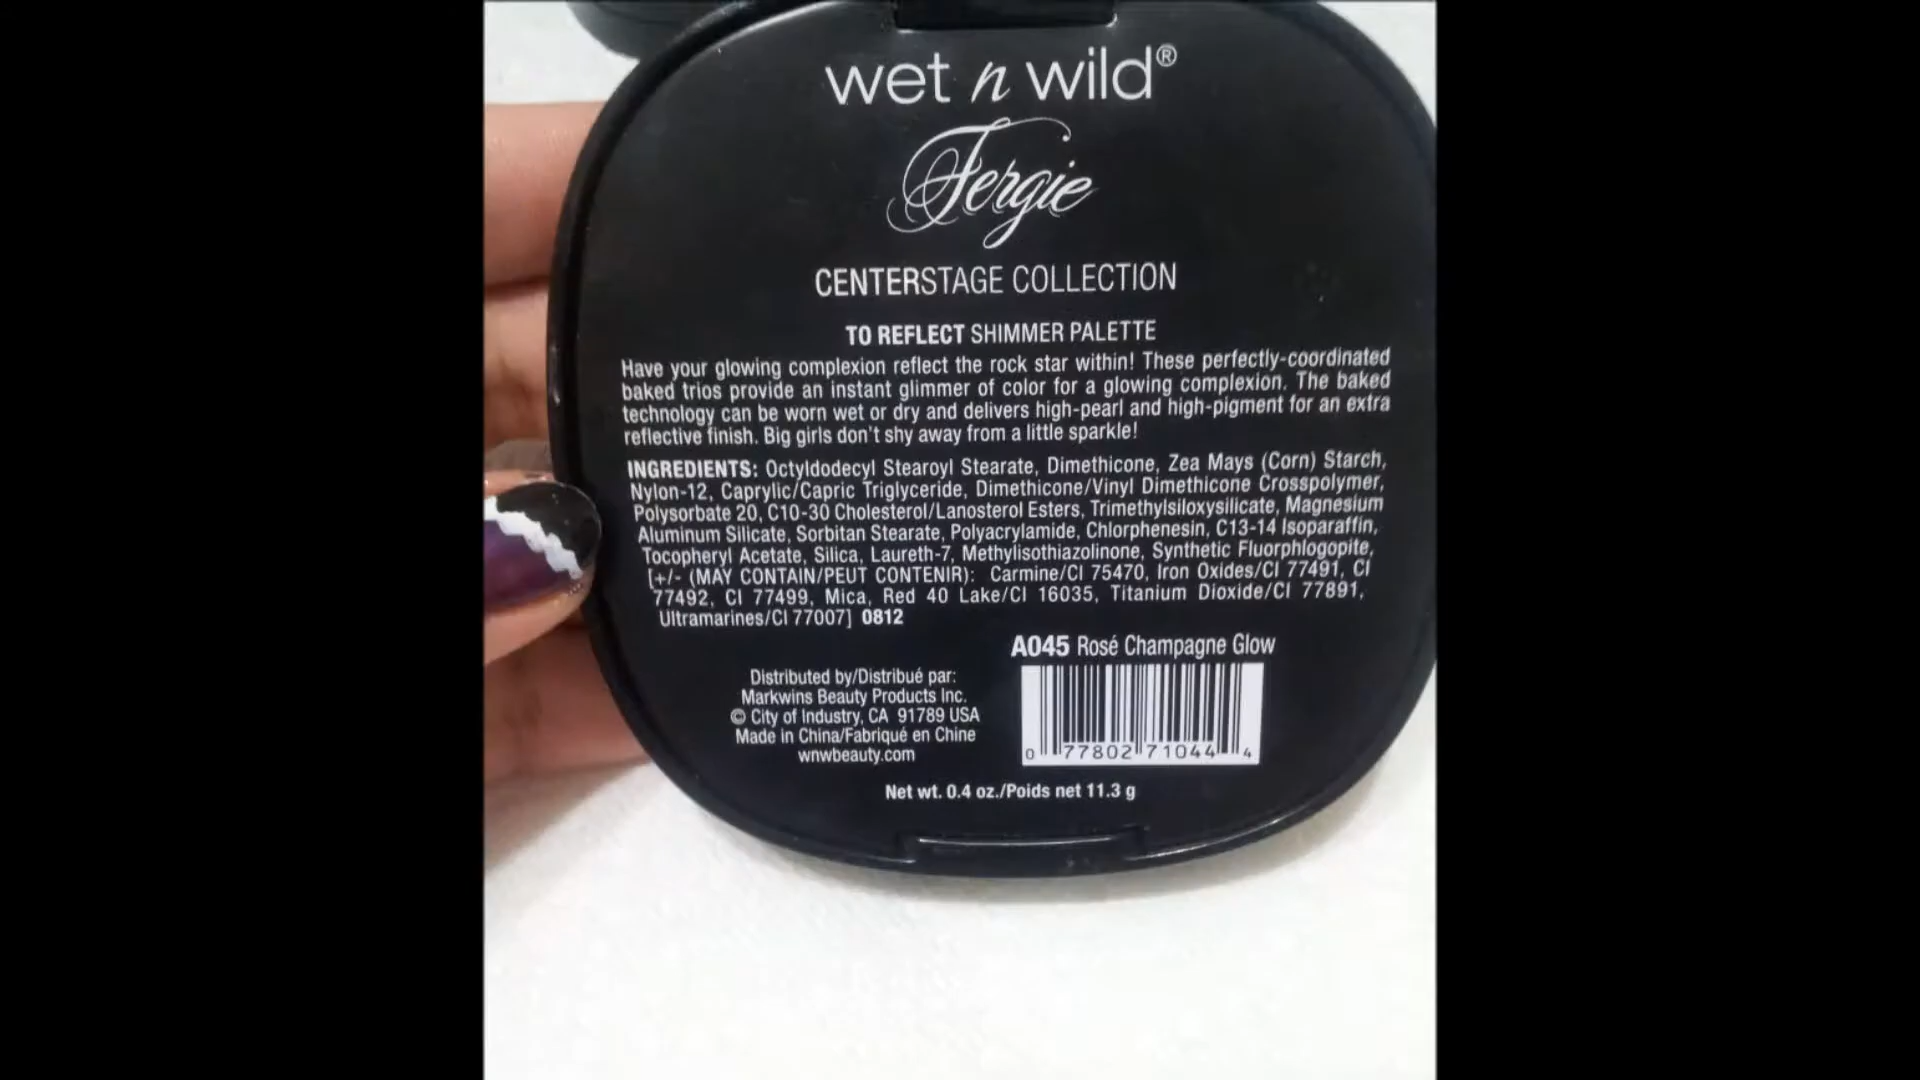 wet n wild®
Fergie
CENTERSTAGE COLLECTION
TO REFLECT SHIMMER PALETTE
Have your glowing complexion reflect the rock star within! These perfectly-coordinated
baked trios provide an instant glimmer of color for a glowing complexion. The baked
technology can be worn wet or dry and delivers high-pearl and high-pigment for an extra
reflective finish. Big girls don't shy away from a little sparkle!
INGREDIENTS: Octyldodecyl Stearoyl Stearate, Dimethicone, Zea Mays (Corn) Starch,
Nylon-12, Caprylic/Capric Triglyceride, Dimethicone/Vinyl Dimethicone Crosspolymer,
Polysorbate 20, C10-30 Cholesterol/Lanosterol Esters, Trimethylsiloxysilicate, Magnesium
Aluminum Silicate, Sorbitan Stearate, Polyacrylamide, Chlorphenesin, C13-14 Isoparaffin,
Tocopheryl Acetate, Silica, Laureth-7, Methylisothiazolinone, Synthetic Fluorphlogopite,
[+/- (MAY CONTAIN/PEUT CONTENIR): Carmine/CI 75470, Iron Oxides/CI 77491, CI
77492, CI 77499, Mica, Red 40 Lake/CI 16035, Titanium Dioxide/CI 77891,
Ultramarines/CI 77007] 0812
A045 Rosé Champagne Glow
Distributed by/Distribué par:
Markwins Beauty Products Inc.
© City of Industry, CA 91789 USA
Made in China/Fabriqué en Chine
wnwbeauty.com
0 77802 71044 4
Net wt. 0.4 oz./Poids net 11.3 g